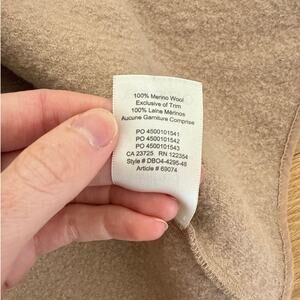 100% Merino Wool
Exclusive of Trim
100% Laine Mérinos
Aucune Garniture Comprise
PO 4500101541
PO 4500101542
PO 4500101543
CA 23725 RN 122354
Style # DBO4-4295-48
Article # 69074